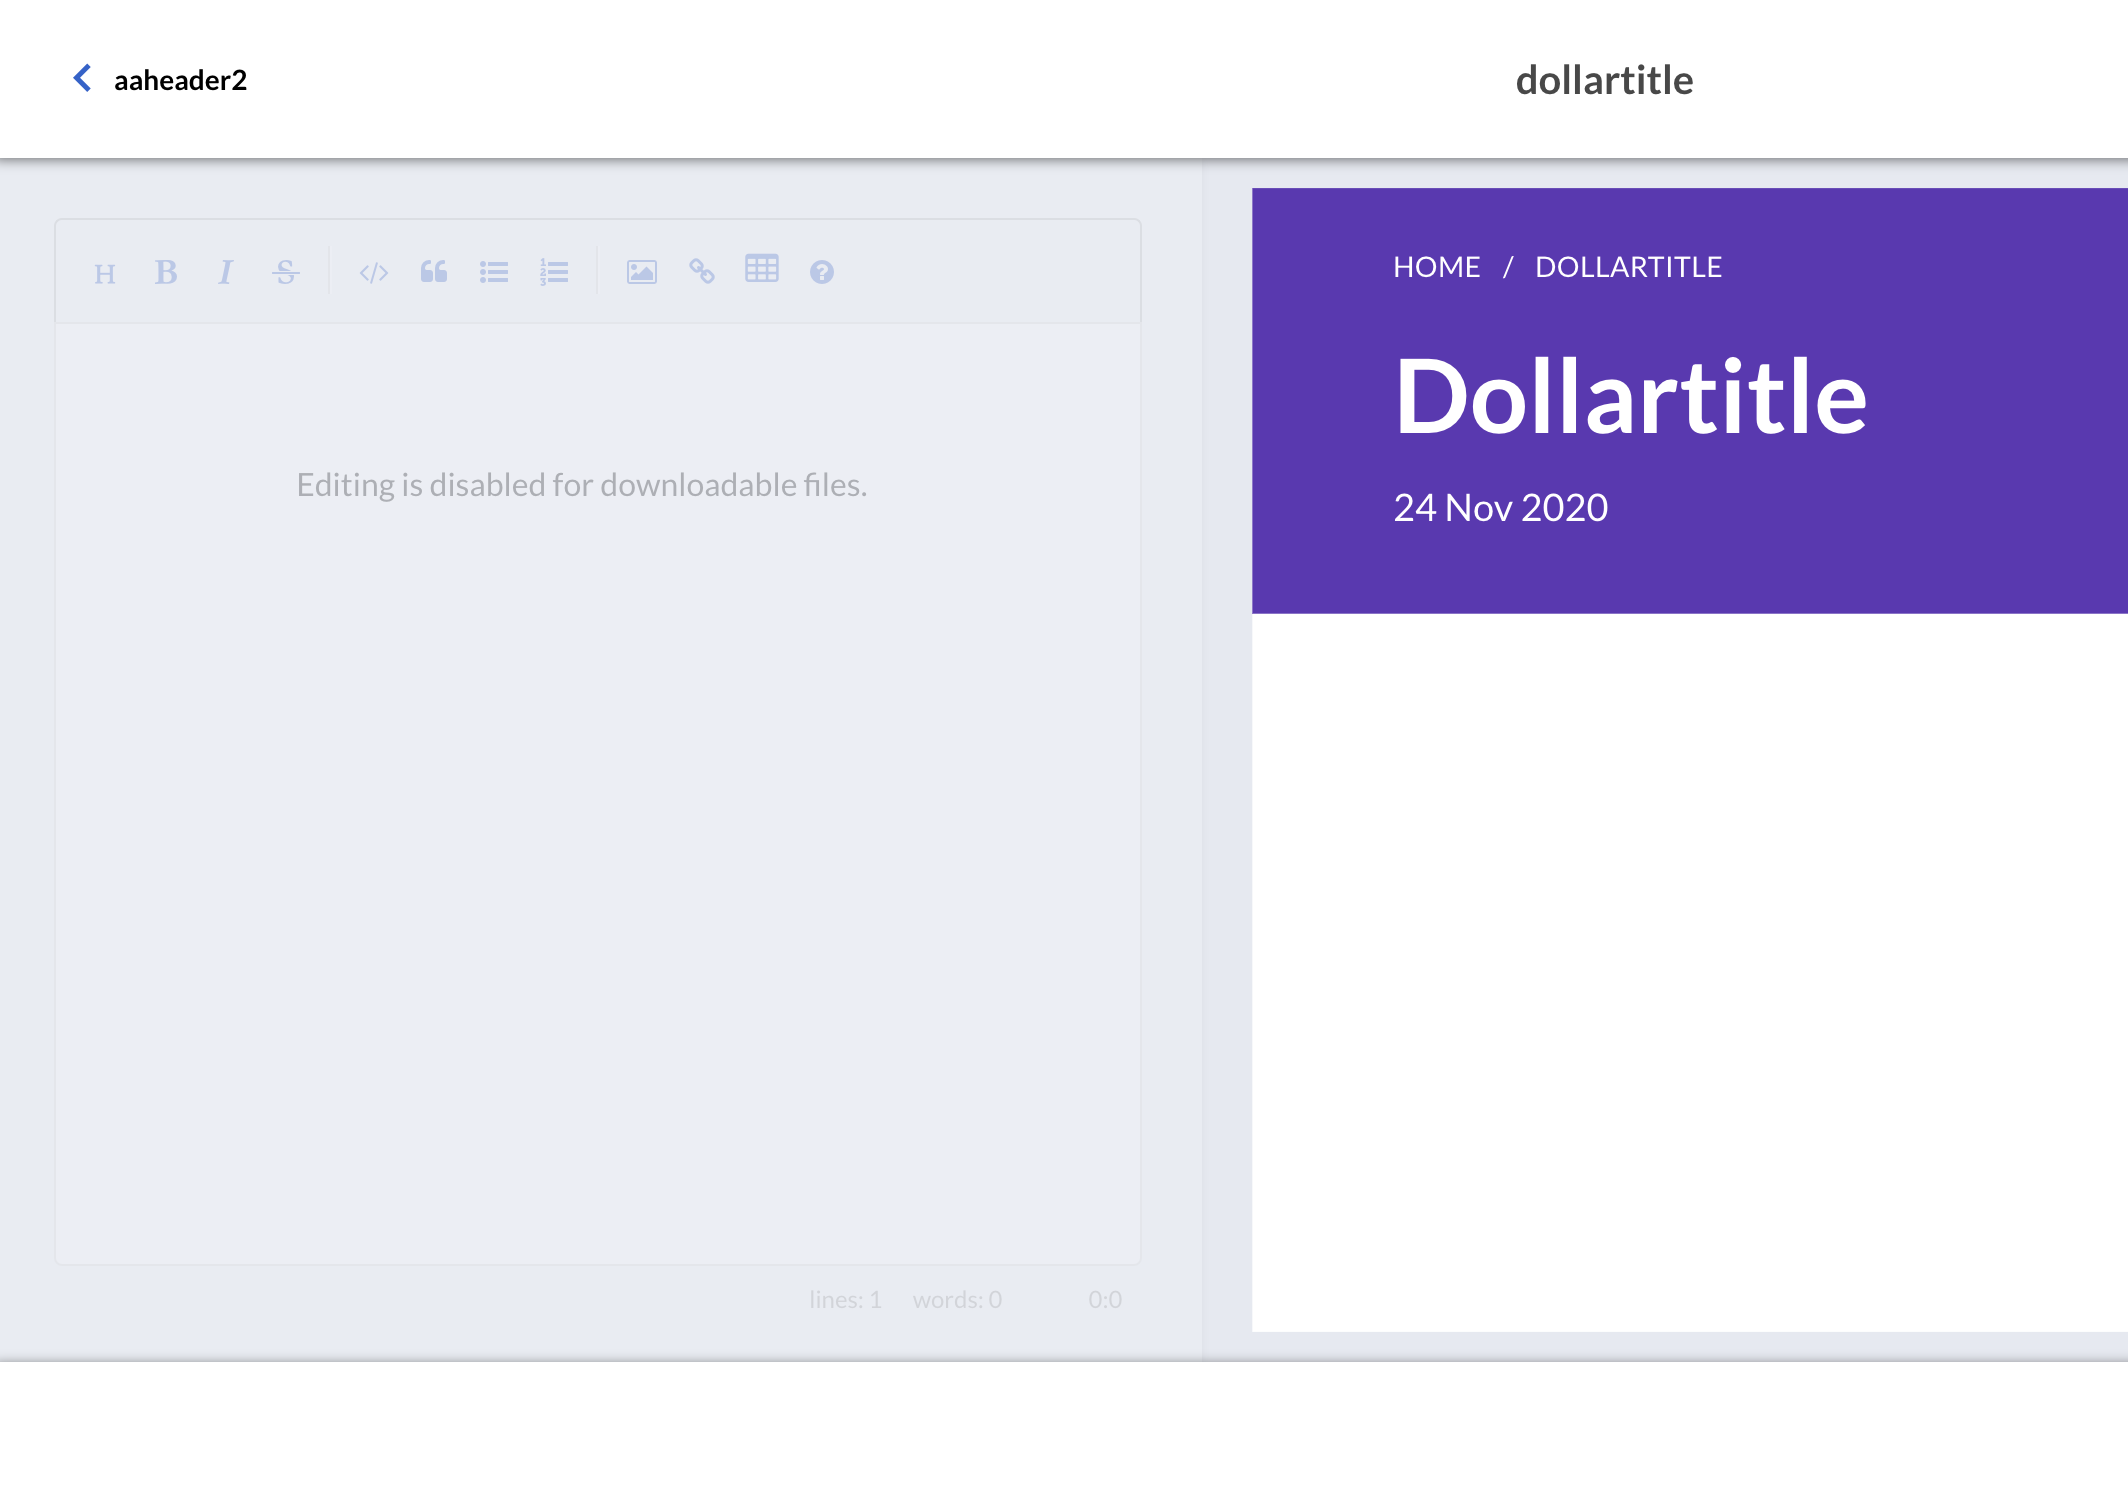 aaheader2
dollartitle
H B I S
Editing is disabled for downloadable files.
lines: 1 words: 0 0:0
HOME / DOLLARTITLE
Dollartitle
24 Nov 2020